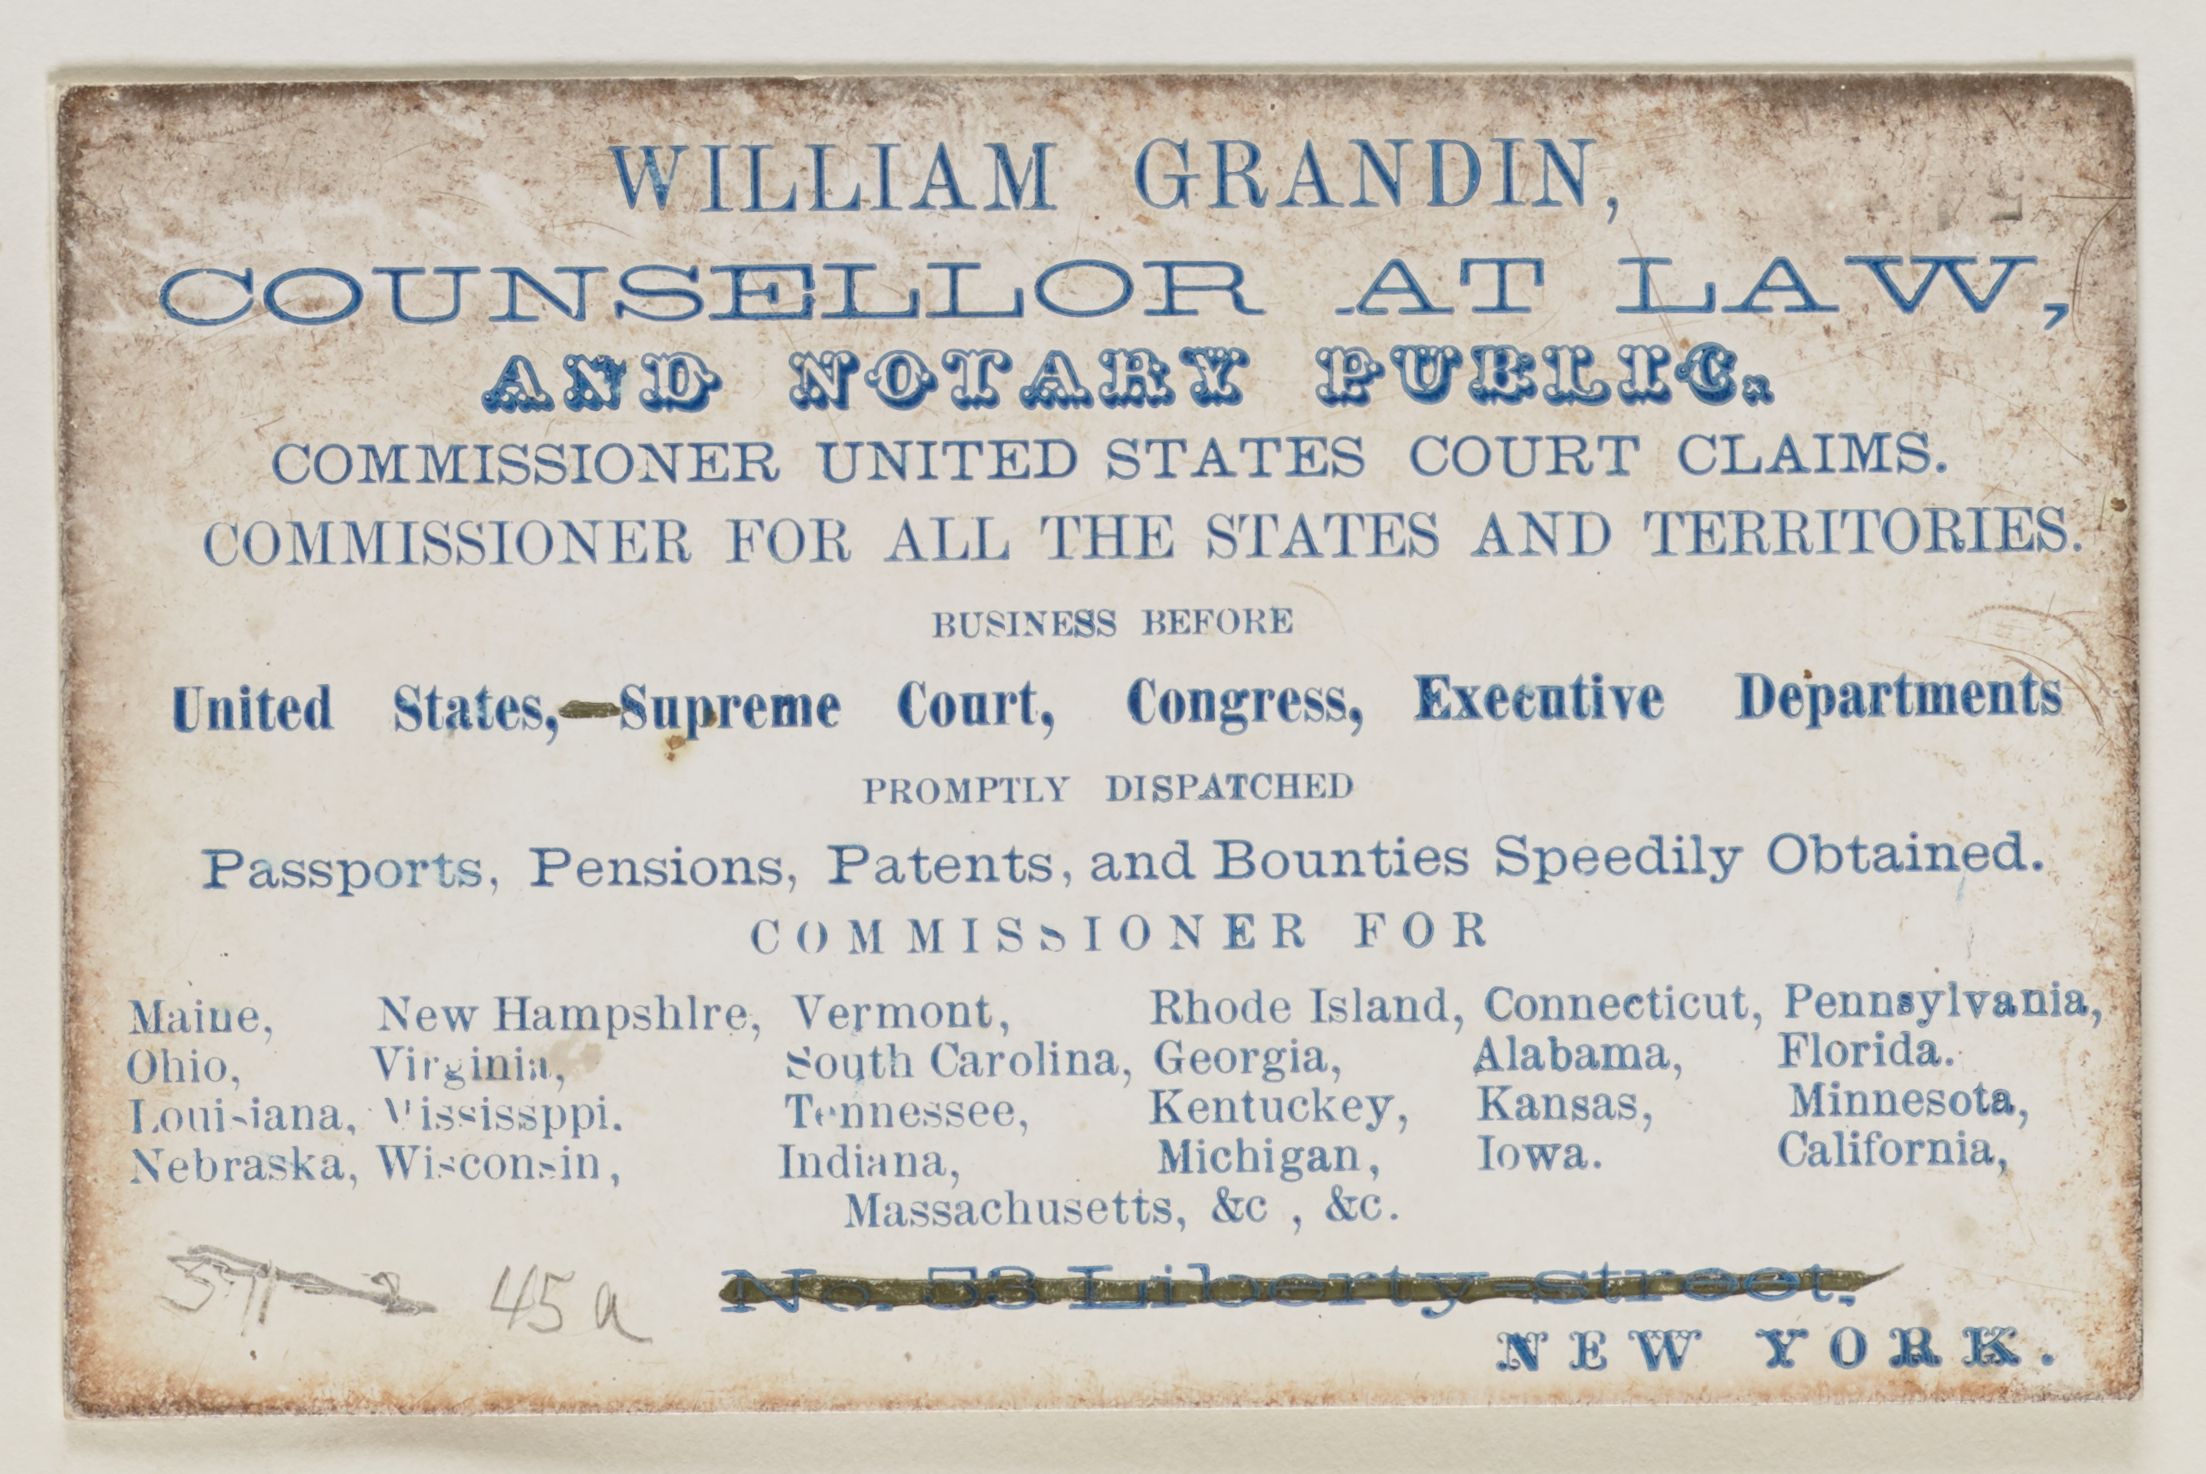 WILLIAM GRANDIN,
COUNSELLOR AT LAW,
AND NOTARY PUBLIC.
COMMISSIONER UNITED STATES COURT CLAIMS.
COMMISSIONER FOR ALL THE STATES AND TERRITORIES.
BUSINESS BEFORE
United States,—Supreme Court, Congress, Executive Departments
PROMPTLY DISPATCHED
Passports, Pensions, Patents, and Bounties Speedily Obtained.
COMMISSIONER FOR
Maine, New Hampshlre, Vermont, Rhode Island, Connecticut, Pennsylvania,
Ohio, Virginia, South Carolina, Georgia, Alabama, Florida.
Louisiana, Mississppi. Tennessee, Kentucky, Kansas, Minnesota,
Nebraska, Wisconsin, Indiana, Michigan, Iowa. California,
Massachusetts, &c , &c.
45a
No. 53 Liberty-street,
NEW YORK.